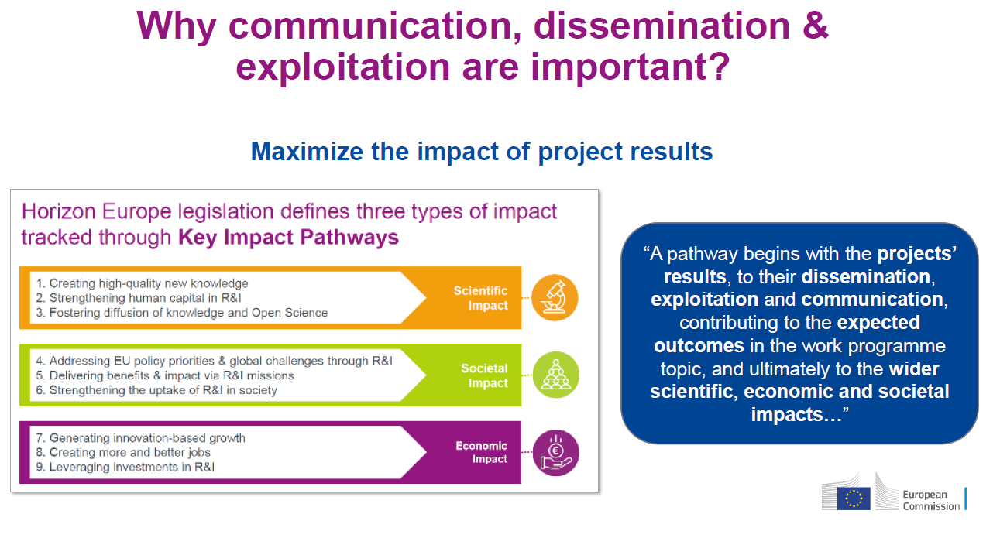 Why communication, dissemination &
exploitation are important?
Maximize the impact of project results
Horizon Europe legislation defines three types of impact
tracked through Key Impact Pathways
1. Creating high-quality new knowledge
2. Strengthening human capital in R&I
3. Fostering diffusion of knowledge and Open Science
Scientific
Impact
4. Addressing EU policy priorities & global challenges through R&I
5. Delivering benefits & impact via R&I missions
6. Strengthening the uptake of R&I in society
Societal
Impact
7. Generating innovation-based growth
8. Creating more and better jobs
9. Leveraging investments in R&I
Economic
Impact
€
“A pathway begins with the projects’
results, to their dissemination,
exploitation and communication,
contributing to the expected
outcomes in the work programme
topic, and ultimately to the wider
scientific, economic and societal
impacts…”
European
Commission